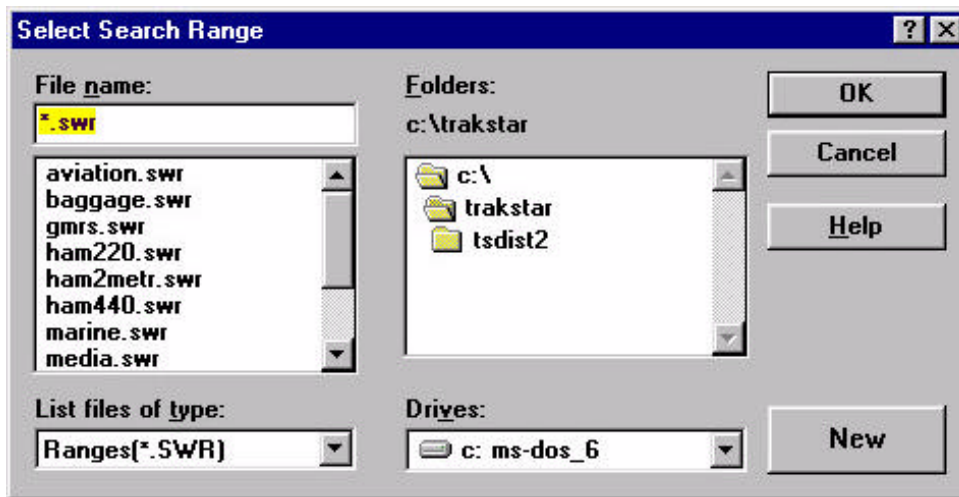 Select Search Range
File name:
*.swr
aviation.swr
baggage.swr
gmrs.swr
ham220.swr
ham2metr.swr
ham440.swr
marine.swr
media.swr
List files of type:
Ranges(*.SWR)
Folders:
c:\trakstar
c:\
trakstar
tsdist2
Drives:
c: ms-dos_6
OK
Cancel
Help
New